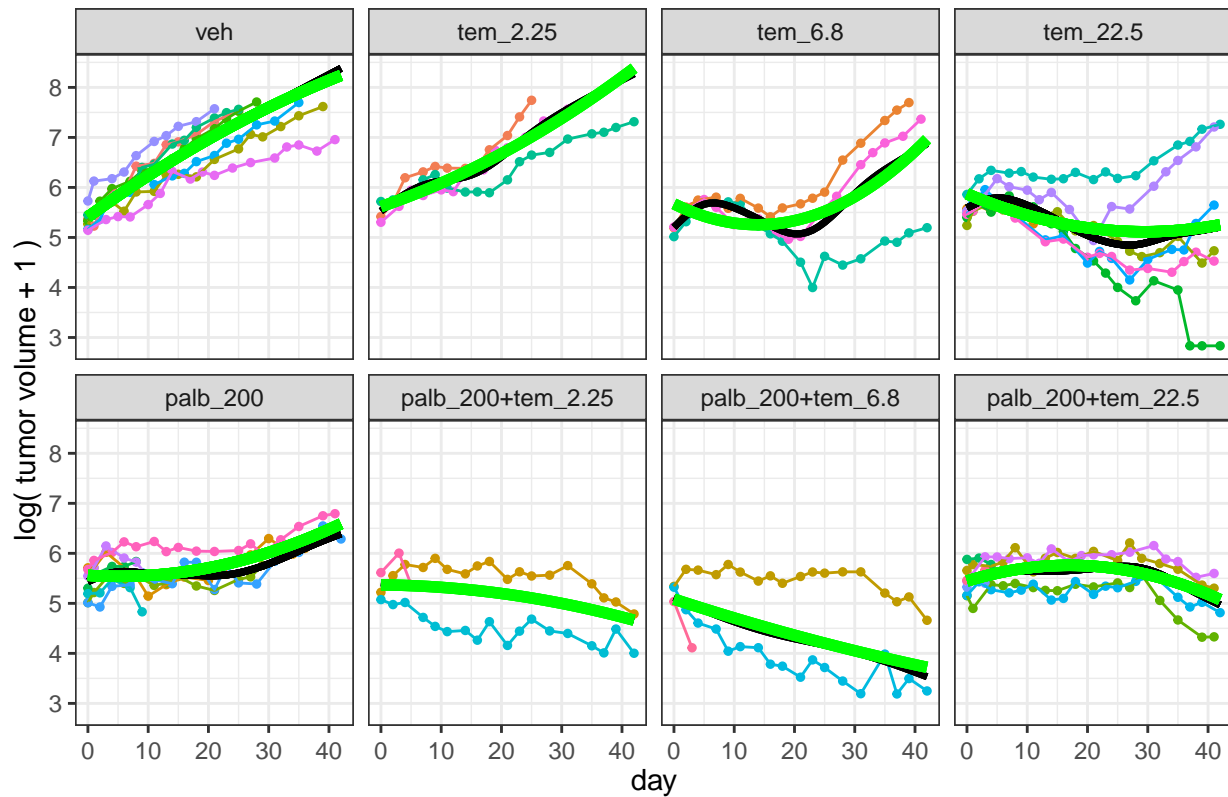 veh tem_2.25 tem_6.8 tem_22.5
8
7
6
5
4
3
palb_200 palb_200+tem_2.25 palb_200+tem_6.8 palb_200+tem_22.5
8
7
6
5
4
3
0 10 20 30 40 0 10 20 30 40 0 10 20 30 40 0 10 20 30 40
day
log( tumor volume + 1 )